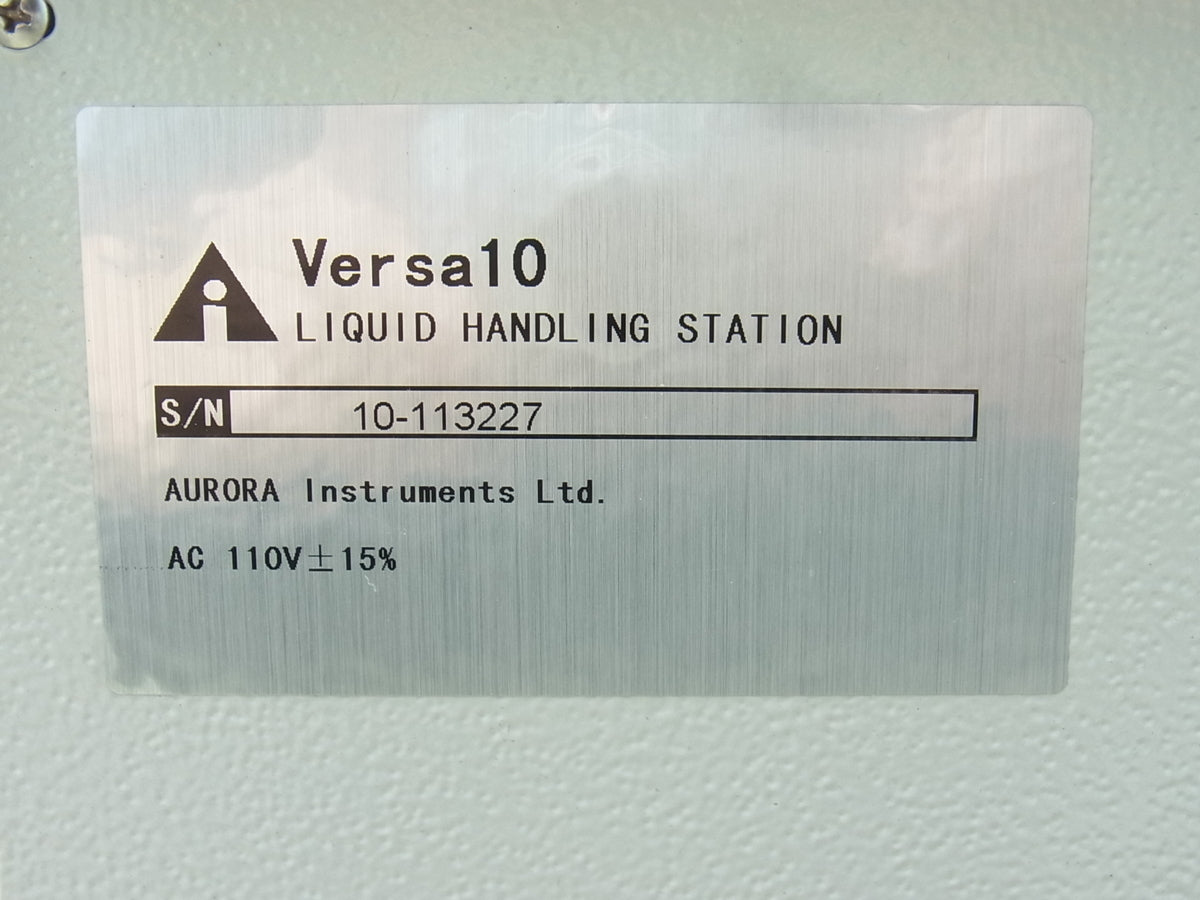 Versa10
LIQUID HANDLING STATION
S/N 10-113227
AURORA Instruments Ltd.
AC 110V±15%